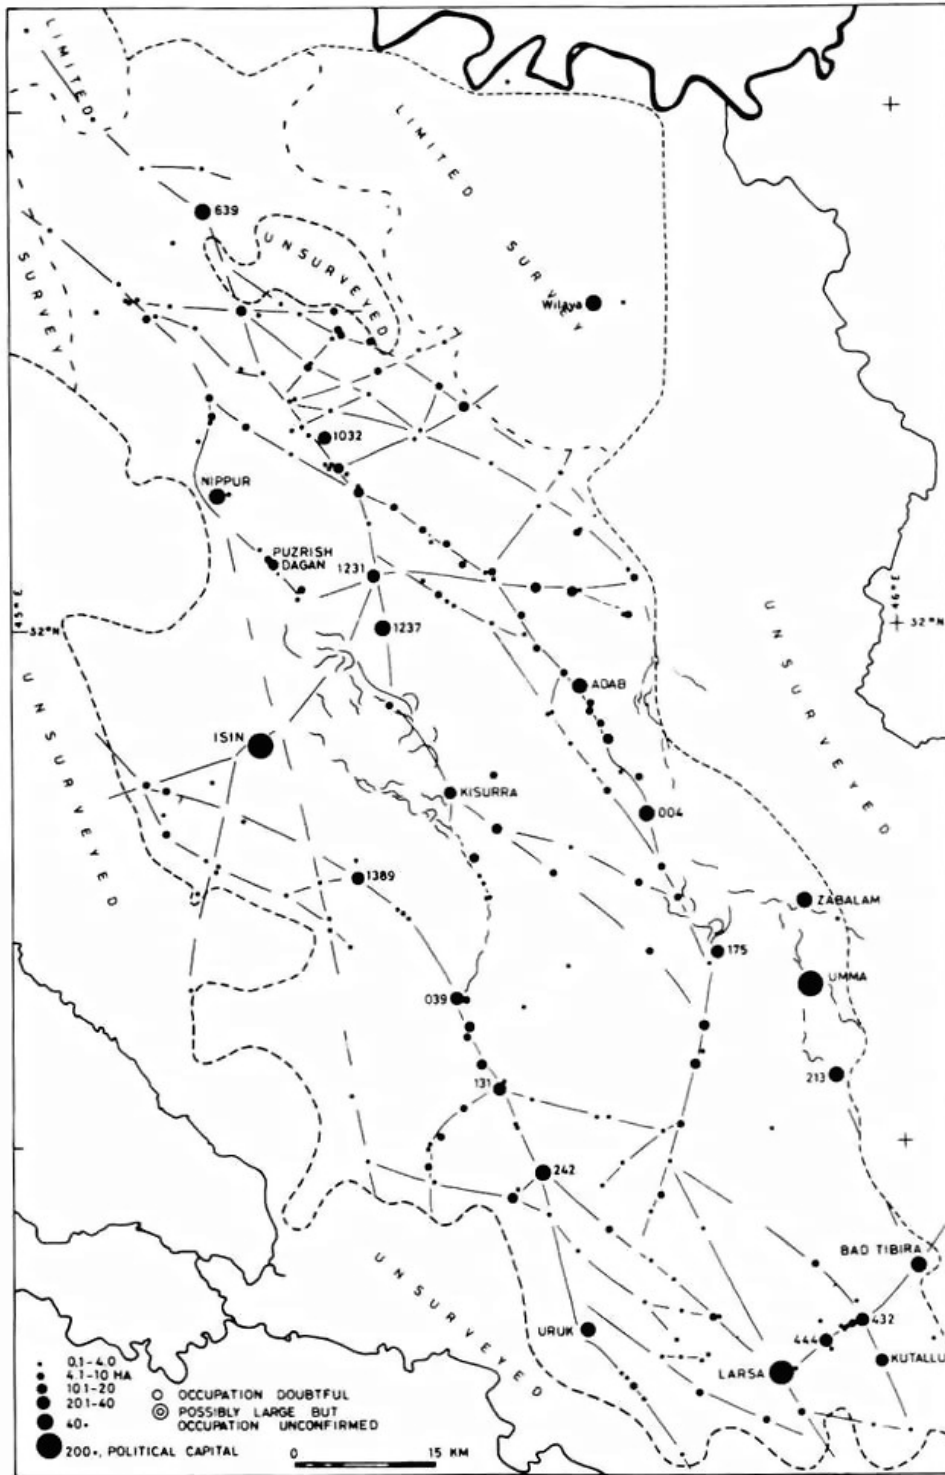 LIMITED
LIMITED SURVEY
639
UNSURVEYED
SURVEY
Wilaya
1032
NIPPUR
PUZRISH
DAGAN
1231
45°E
32°N
1237
46°E
32°N
UNSURVEYED
ADAB
UNSURVEYED
ISIN
KISURRA
004
1389
ZABALAM
175
UMMA
039
213
131
242
UNSURVEYED
BAD TIBIRA
URUK
432
444
KUTALLU
LARSA
0.1-4.0
4.1-10 HA
10.1-20
20.1-40
40+
200+, POLITICAL CAPITAL
OCCUPATION DOUBTFUL
POSSIBLY LARGE BUT
OCCUPATION UNCONFIRMED
0 15 KM